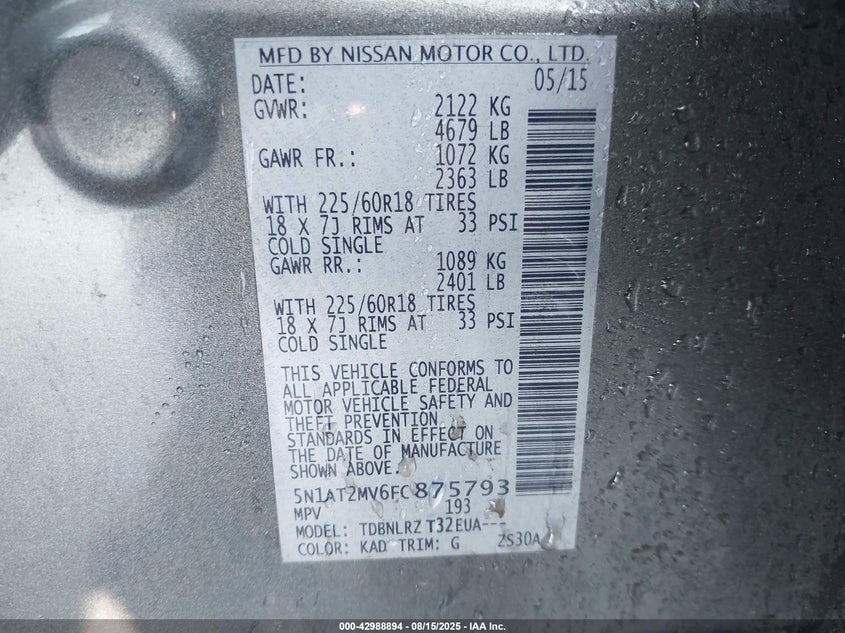 MFD BY NISSAN MOTOR CO., LTD.
DATE: 05/15
GVWR: 2122 KG
4679 LB
GAWR FR.: 1072 KG
2363 LB
WITH 225/60R18 TIRES
18 X 7J RIMS AT 33 PSI
COLD SINGLE
GAWR RR.: 1089 KG
2401 LB
WITH 225/60R18 TIRES
18 X 7J RIMS AT 33 PSI
COLD SINGLE
THIS VEHICLE CONFORMS TO
ALL APPLICABLE FEDERAL
MOTOR VEHICLE SAFETY AND
THEFT PREVENTION
STANDARDS IN EFFECT ON
THE DATE OF MANUFACTURE
SHOWN ABOVE.
5N1AT2MV6FC875793
MPV 193
MODEL: TDBNLRZ T32EUA---
COLOR: KAD TRIM: G ZS30A
000-42988894 - 08/15/2025 - IAA Inc.